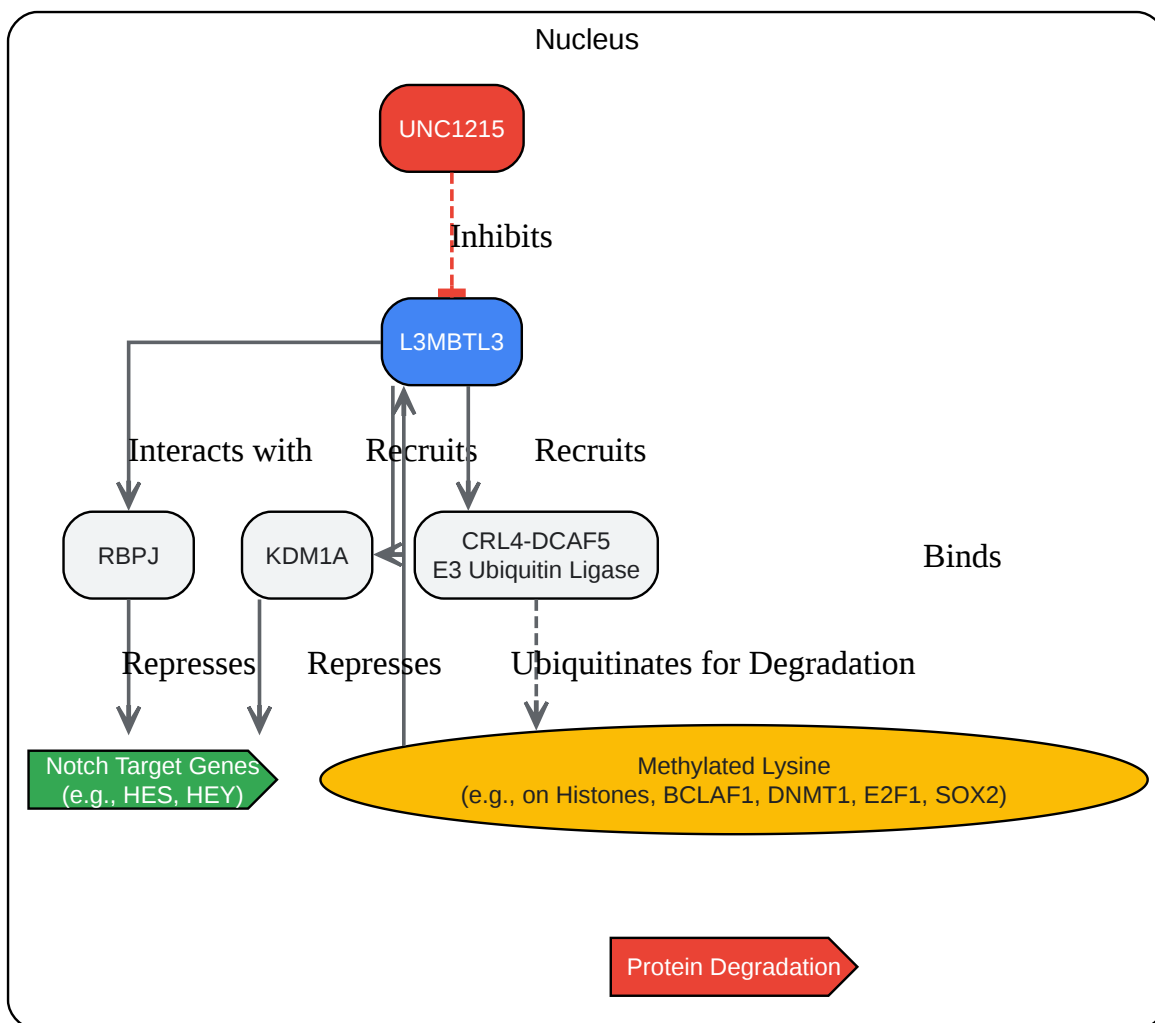 Nucleus
UNC1215
Inhibits
L3MBTL3
Interacts with
Recruits
Recruits
RBPJ
KDM1A
CRL4-DCAF5
E3 Ubiquitin Ligase
Binds
Represses
Represses
Ubiquitinates for Degradation
Notch Target Genes
(e.g., HES, HEY)
Methylated Lysine
(e.g., on Histones, BCLAF1, DNMT1, E2F1, SOX2)
Protein Degradation